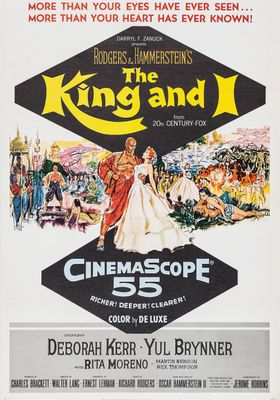 MORE THAN YOUR EYES HAVE EVER SEEN...
MORE THAN YOUR HEART HAS EVER KNOWN!
DARRYL F. ZANUCK
presents
RODGERS & HAMMERSTEIN'S
The
King and I
from
20th CENTURY-FOX
CINEMASCOPE
55
RICHER! DEEPER! CLEARER!
COLOR by DE LUXE
DEBORAH KERR · YUL BRYNNER
with RITA MORENO · MARTIN BENSON
REX THOMPSON
CHARLES BRACKETT · WALTER LANG · ERNEST LEHMAN · RICHARD RODGERS · OSCAR HAMMERSTEIN II
JEROME ROBBINS